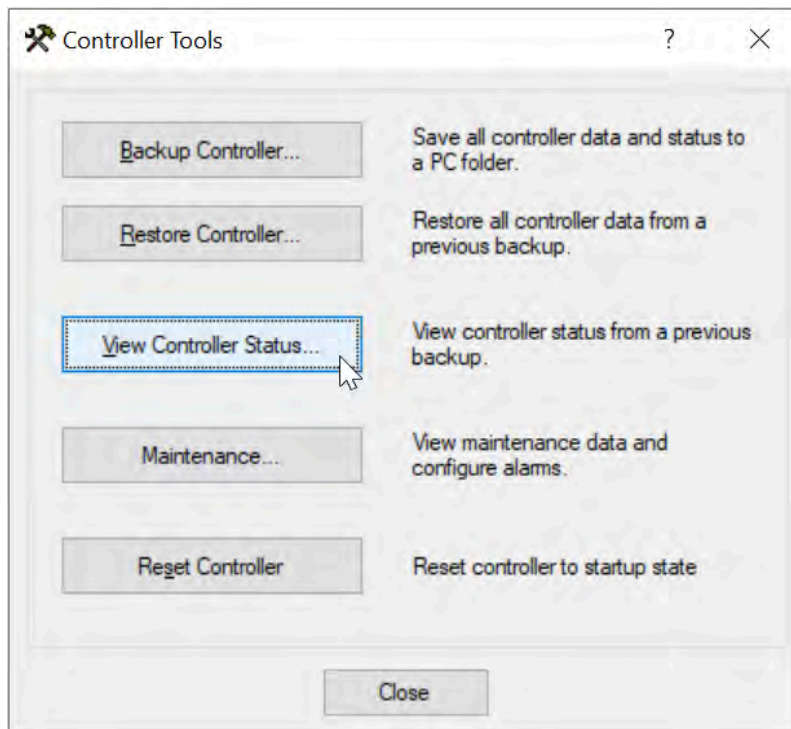 Controller Tools
?
Backup Controller...
Save all controller data and status to
a PC folder.
Restore Controller...
Restore all controller data from a
previous backup.
View Controller Status...
View controller status from a previous
backup.
Maintenance...
View maintenance data and
configure alarms.
Reset Controller
Reset controller to startup state
Close